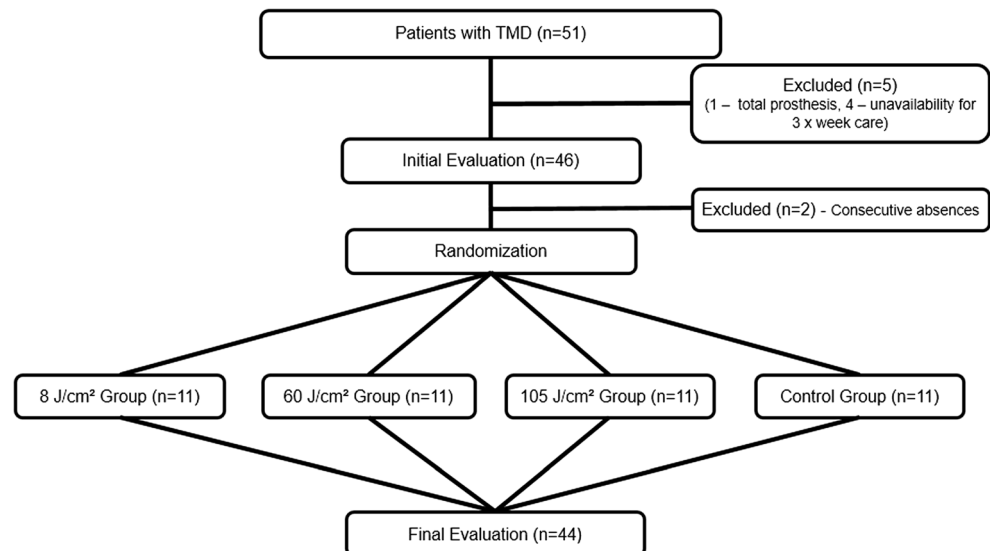 Patients with TMD (n=51)
Excluded (n=5)
(1 – total prosthesis, 4 – unavailability for
3 x week care)
Initial Evaluation (n=46)
Excluded (n=2) - Consecutive absences
Randomization
8 J/cm² Group (n=11)
60 J/cm² Group (n=11)
105 J/cm² Group (n=11)
Control Group (n=11)
Final Evaluation (n=44)